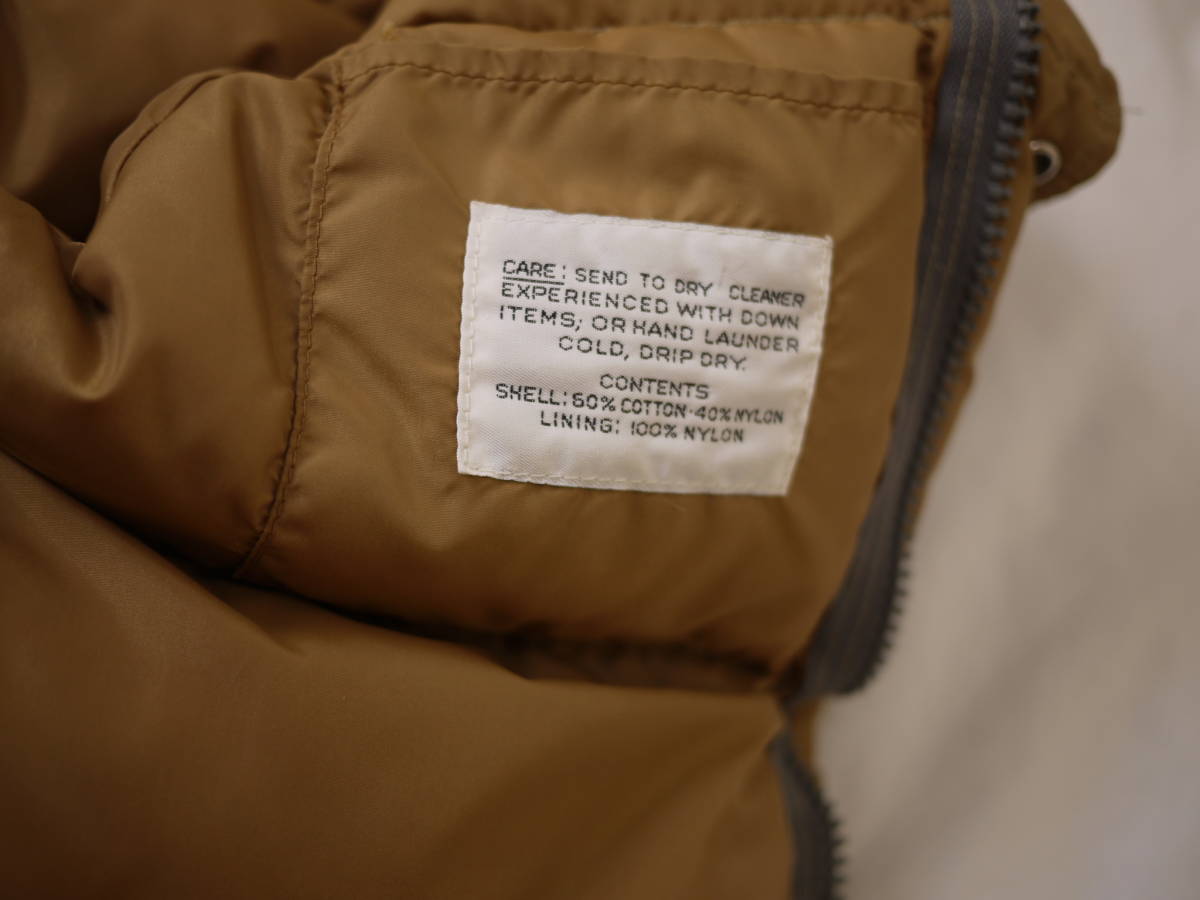 CARE: SEND TO DRY CLEANER
EXPERIENCED WITH DOWN
ITEMS; OR HAND LAUNDER
COLD, DRIP DRY.
CONTENTS
SHELL: 60% COTTON·40% NYLON
LINING: 100% NYLON